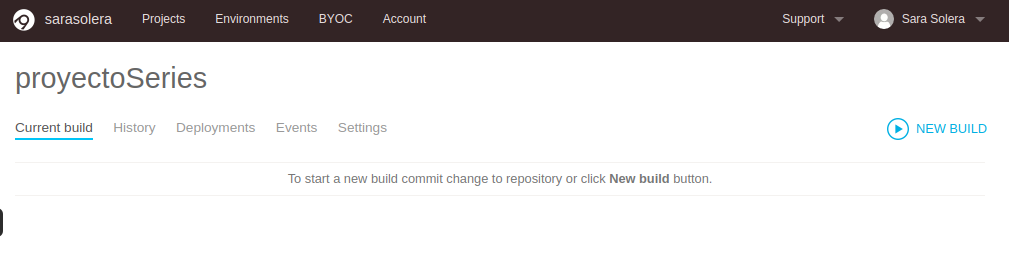 sarasolera Projects Environments BYOC Account Support Sara Solera
proyectoSeries
Current build History Deployments Events Settings NEW BUILD
To start a new build commit change to repository or click New build button.